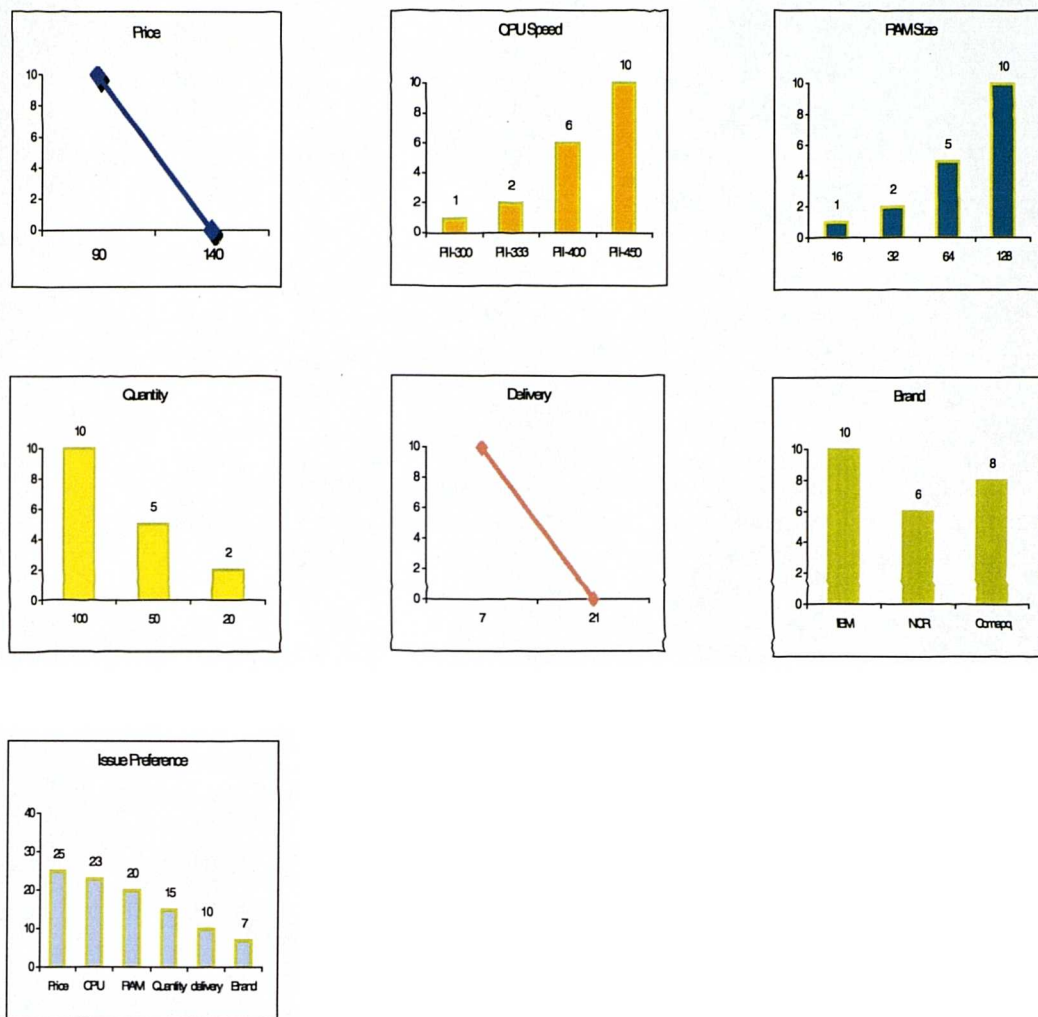 Price
10
8
6
4
2
0
90 140
CPU Speed
10
8
6
4
2
0
1 2 6 10
PII-300 PII-333 PII-400 PII-450
RAM Size
10
8
6
4
2
0
1 2 5 10
16 32 64 128
Quantity
10
8
6
4
2
0
10 5 2
100 50 20
Delivery
10
8
6
4
2
0
7 21
Brand
10
8
6
4
2
0
10 6 8
IBM NCR Comapq
Issue Preference
40
30
20
10
0
25 23 20 15 10 7
Price CPU RAM Quantity delivery Brand